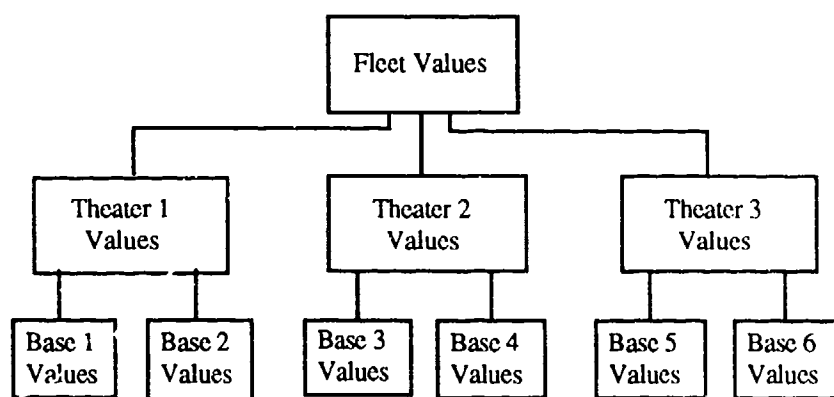 Fleet Values
Theater 1
Values
Theater 2
Values
Theater 3
Values
Base 1
Values
Base 2
Values
Base 3
Values
Base 4
Values
Base 5
Values
Base 6
Values